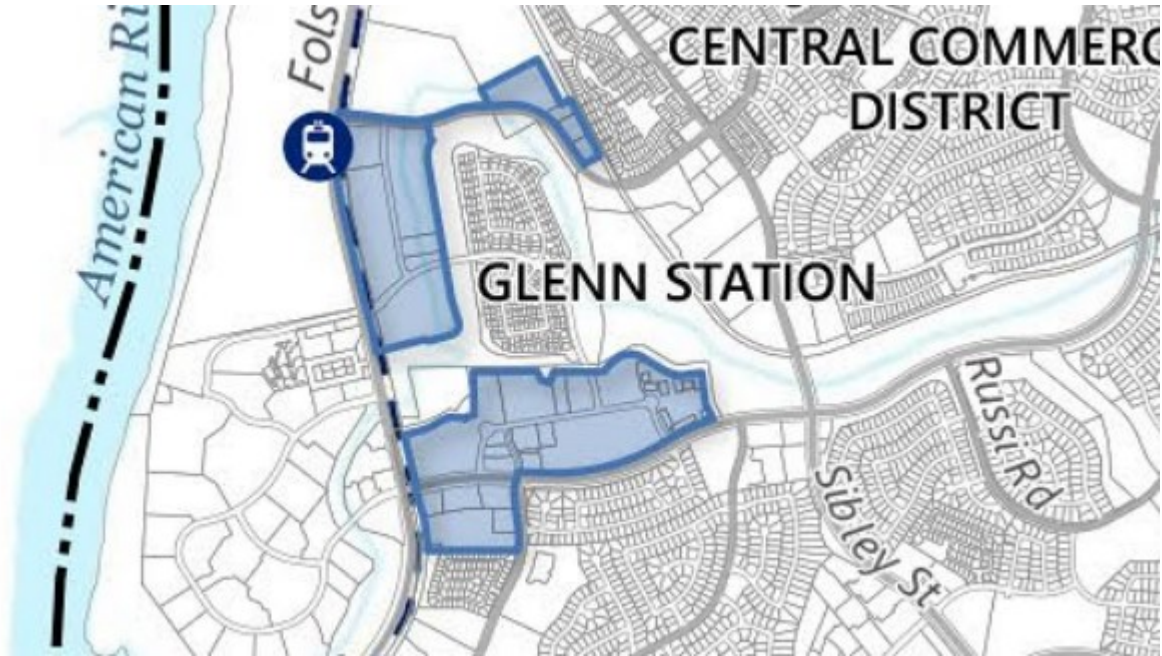 American Ri
Fols
CENTRAL COMMERC
DISTRICT
GLENN STATION
Russi Rd
Sibley St